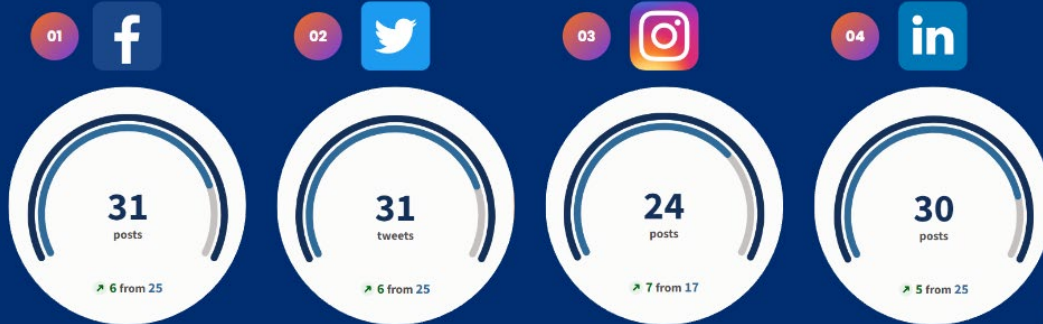 01
f
02
03
04
in
31
posts
6 from 25
31
tweets
6 from 25
24
posts
7 from 17
30
posts
5 from 25